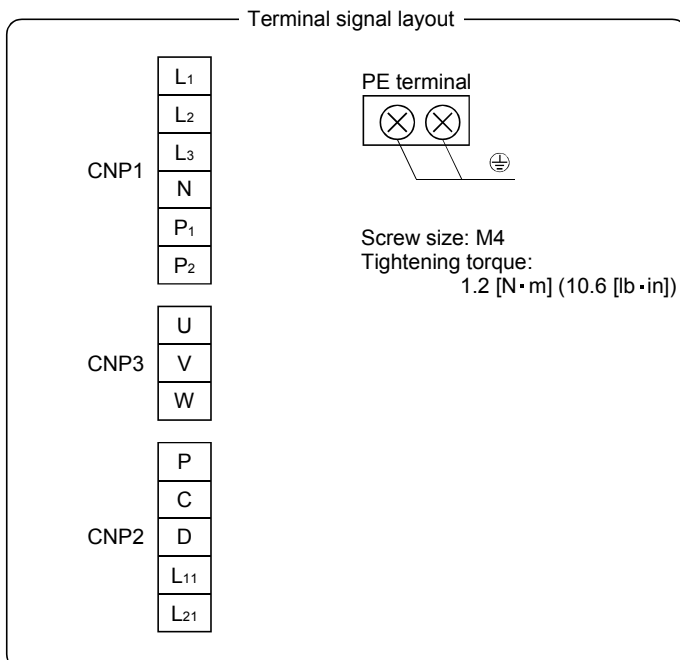 Terminal signal layout
CNP1
L1
L2
L3
N
P1
P2
CNP3
U
V
W
CNP2
P
C
D
L11
L21
PE terminal
Screw size: M4
Tightening torque:
1.2 [N·m] (10.6 [lb·in])